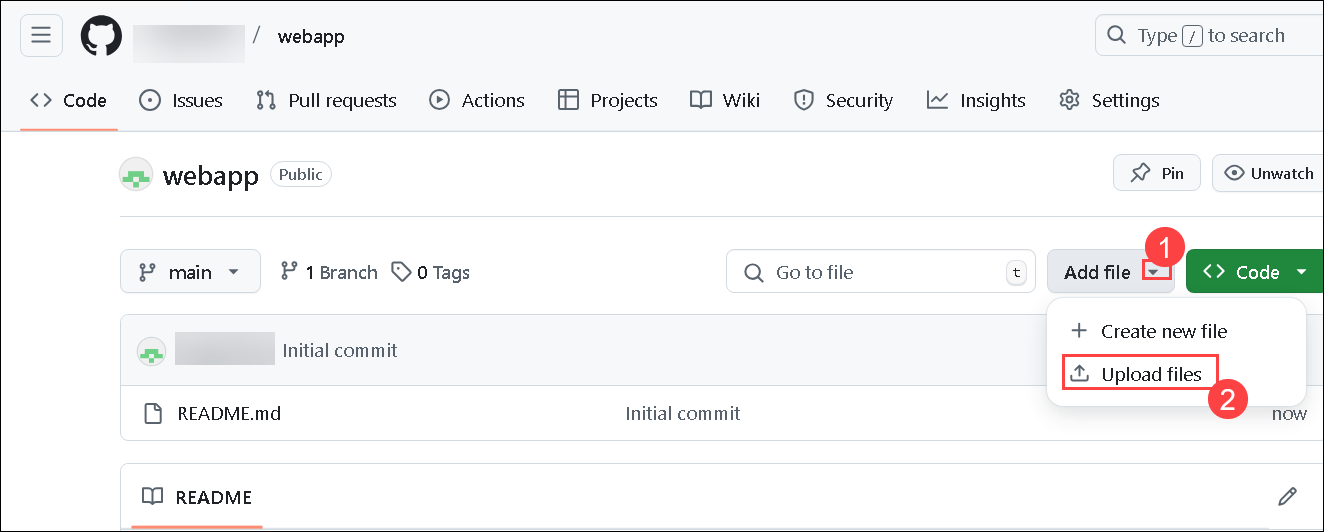 / webapp Type / to search
Code Issues Pull requests Actions Projects Wiki Security Insights Settings
webapp Public Pin Unwatch
main 1 Branch 0 Tags Go to file t Add file 1 Code
Create new file
Initial commit
Upload files
2
README.md Initial commit now
README